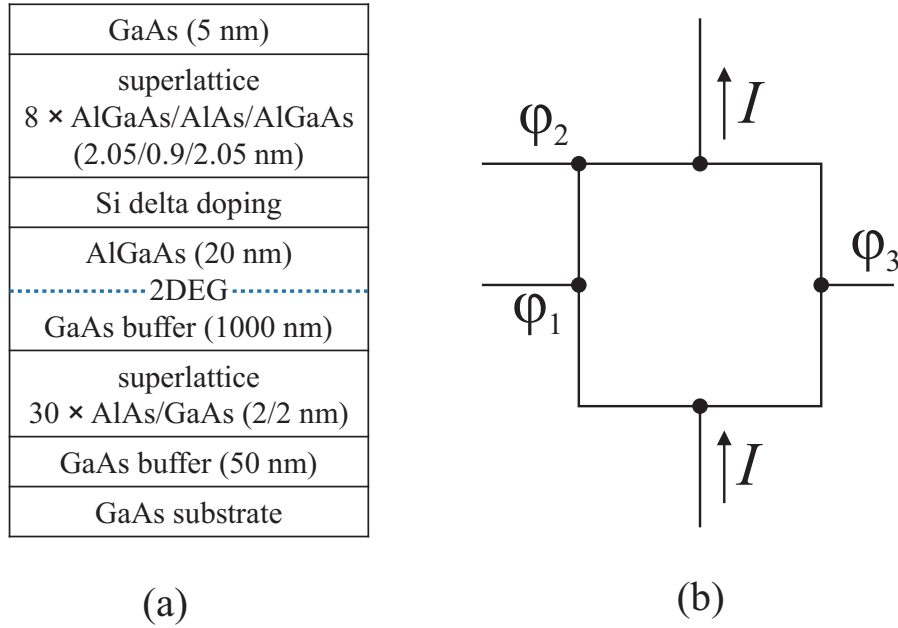 GaAs (5 nm)
superlattice
8 × AlGaAs/AlAs/AlGaAs
(2.05/0.9/2.05 nm)
Si delta doping
AlGaAs (20 nm)
2DEG
GaAs buffer (1000 nm)
superlattice
30 × AlAs/GaAs (2/2 nm)
GaAs buffer (50 nm)
GaAs substrate
(a)
I
φ2
φ3
φ1
I
(b)